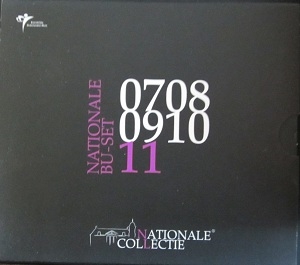 NATIONALE
BU-SET
0708
0910
11
NATIONALE®
COLLECTIE